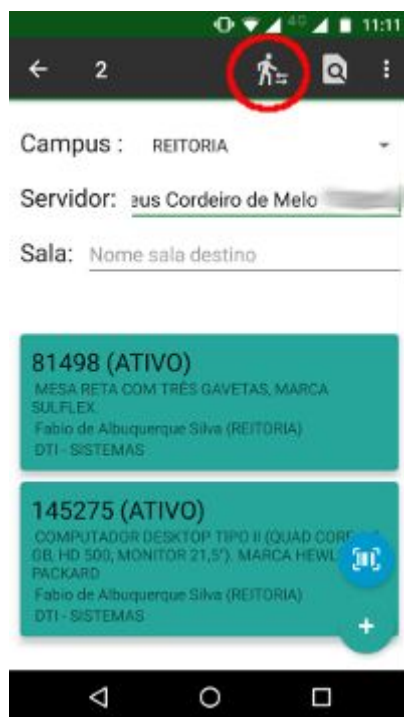 4G 11:11
2
Campus : REITORIA
Servidor: eus Cordeiro de Melo
Sala: Nome sala destino
81498 (ATIVO)
MESA RETA COM TRÊS GAVETAS, MARCA
SULFLEX.
Fabio de Albuquerque Silva (REITORIA)
DTI - SISTEMAS
145275 (ATIVO)
COMPUTADOR DESKTOP TIPO II (QUAD
GB, HD 500, MONITOR 21,5"). MARCA
PACKARD
Fabio de Albuquerque Silva (REITORIA)
DTI - SISTEMAS